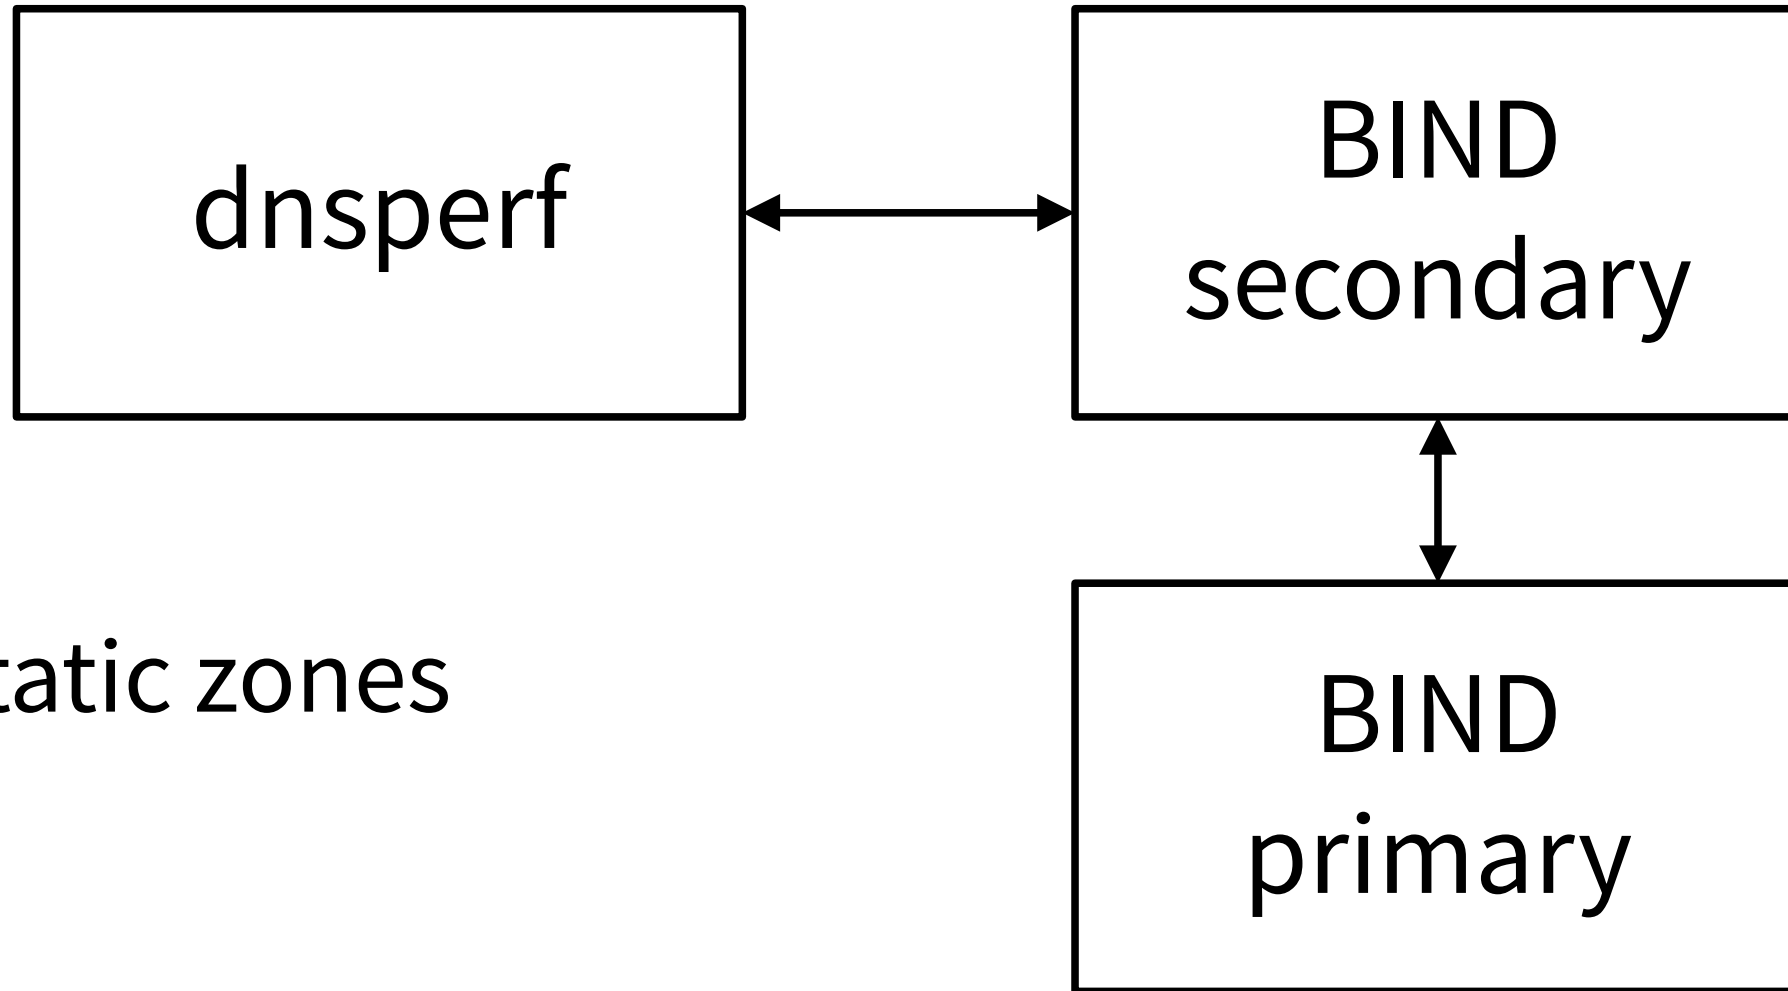 dnsperf
BIND
secondary
tatic zones
BIND
primary